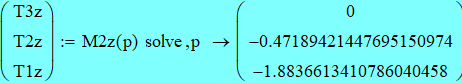 T3z 0
T2z := M2z(p) solve ,p → −0.47189421447695150974
T1z −1.8836613410786040458